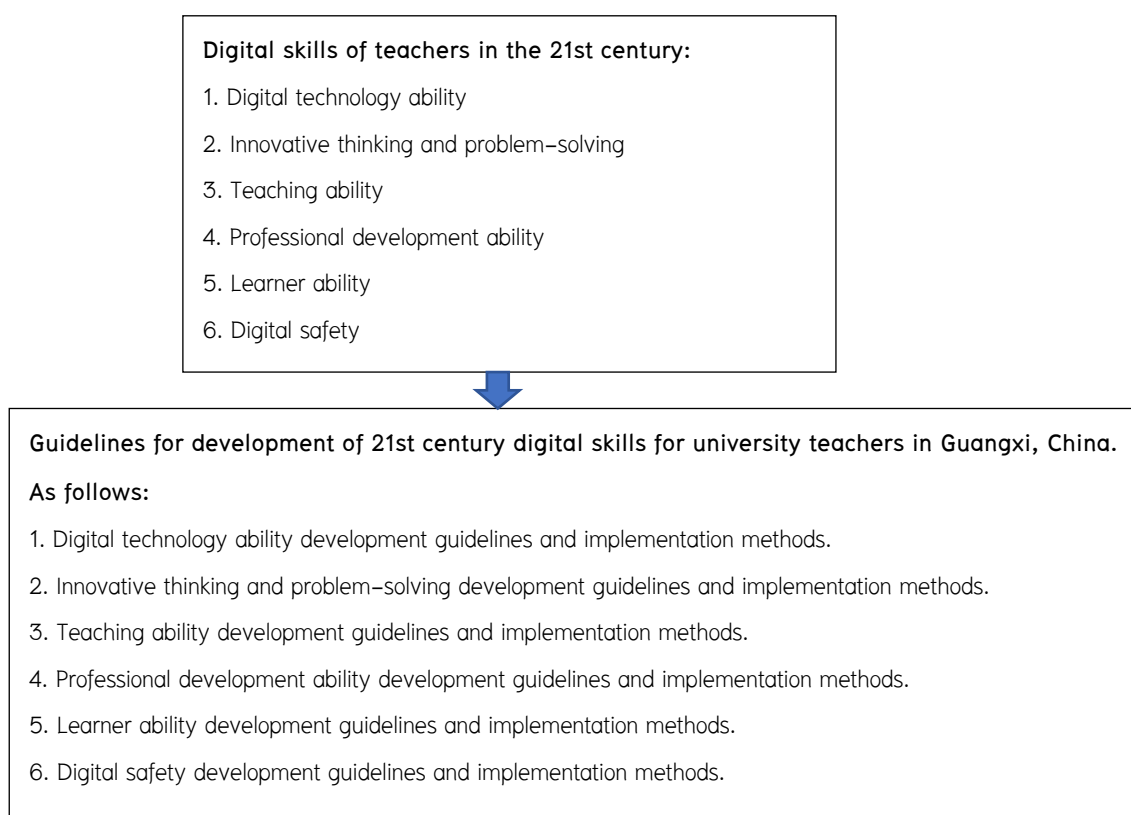 Digital skills of teachers in the 21st century:
1. Digital technology ability
2. Innovative thinking and problem-solving
3. Teaching ability
4. Professional development ability
5. Learner ability
6. Digital safety
Guidelines for development of 21st century digital skills for university teachers in Guangxi, China.
As follows:
1. Digital technology ability development guidelines and implementation methods.
2. Innovative thinking and problem-solving development guidelines and implementation methods.
3. Teaching ability development guidelines and implementation methods.
4. Professional development ability development guidelines and implementation methods.
5. Learner ability development guidelines and implementation methods.
6. Digital safety development guidelines and implementation methods.